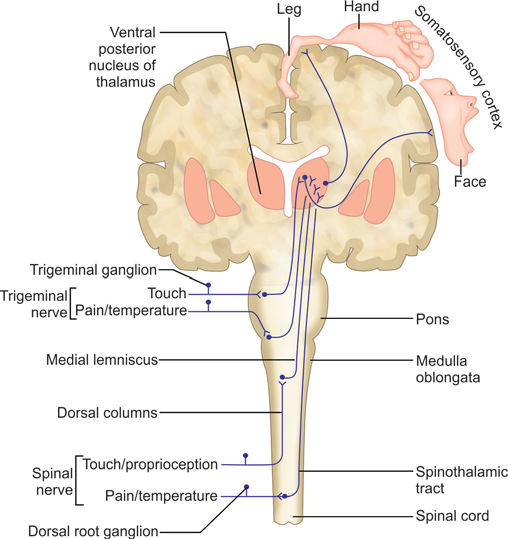 Leg
Hand
Somatosensory cortex
Ventral
posterior
nucleus of
thalamus
Face
Trigeminal ganglion
Trigeminal
nerve
Touch
Pain/temperature
Pons
Medial lemniscus
Medulla
oblongata
Dorsal columns
Spinal
nerve
Touch/proprioception
Pain/temperature
Spinothalamic
tract
Dorsal root ganglion
Spinal cord